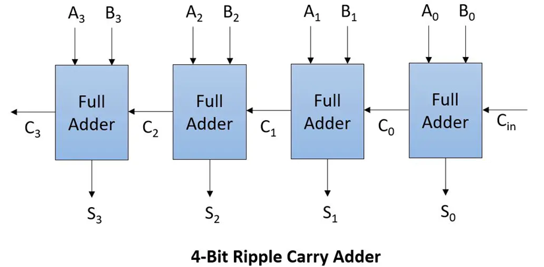 A3 B3 A2 B2 A1 B1 A0 B0
Full Adder Full Adder Full Adder Full Adder
C3 C2 C1 C0 Cin
S3 S2 S1 S0
4-Bit Ripple Carry Adder